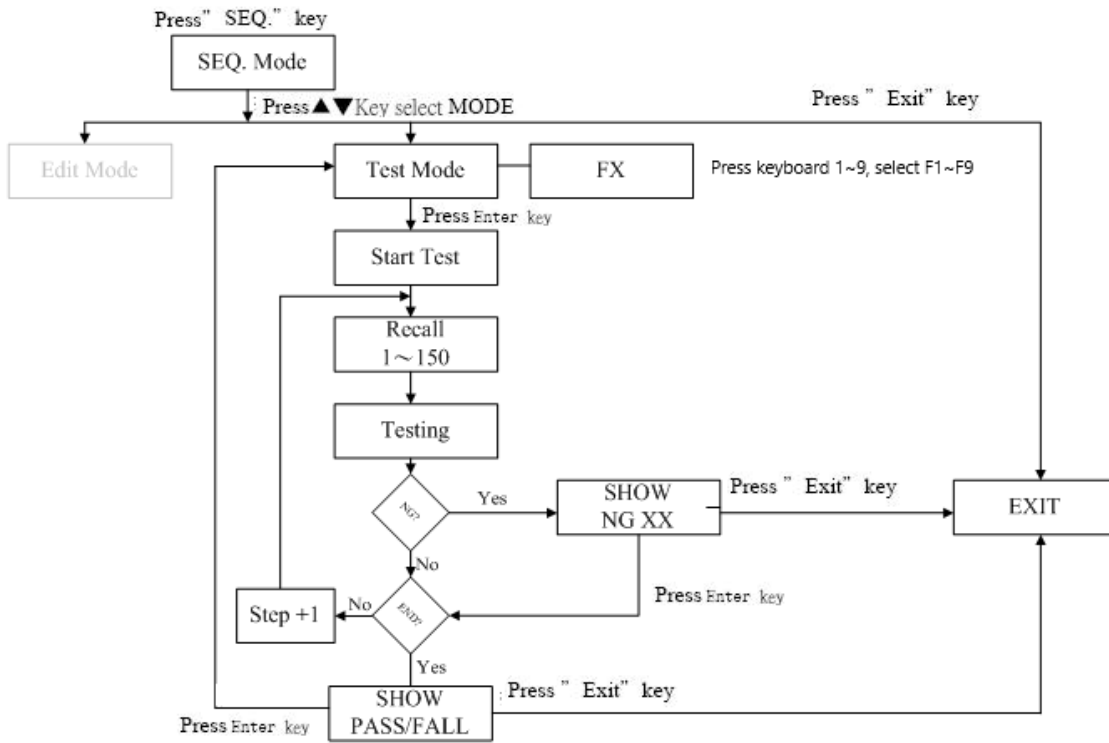 Press” SEQ.” key
SEQ. Mode
: Press▲▼Key select MODE
Press ” Exit” key
Edit Mode
Test Mode
FX
Press keyboard 1~9, select F1~F9
Press Enter key
Start Test
Recall
1～150
Testing
NG?
Yes
SHOW
NG XX
Press ” Exit” key
EXIT
No
Press Enter key
Step +1
No
END?
Yes
SHOW
PASS/FALL
: Press ” Exit” key
Press Enter key